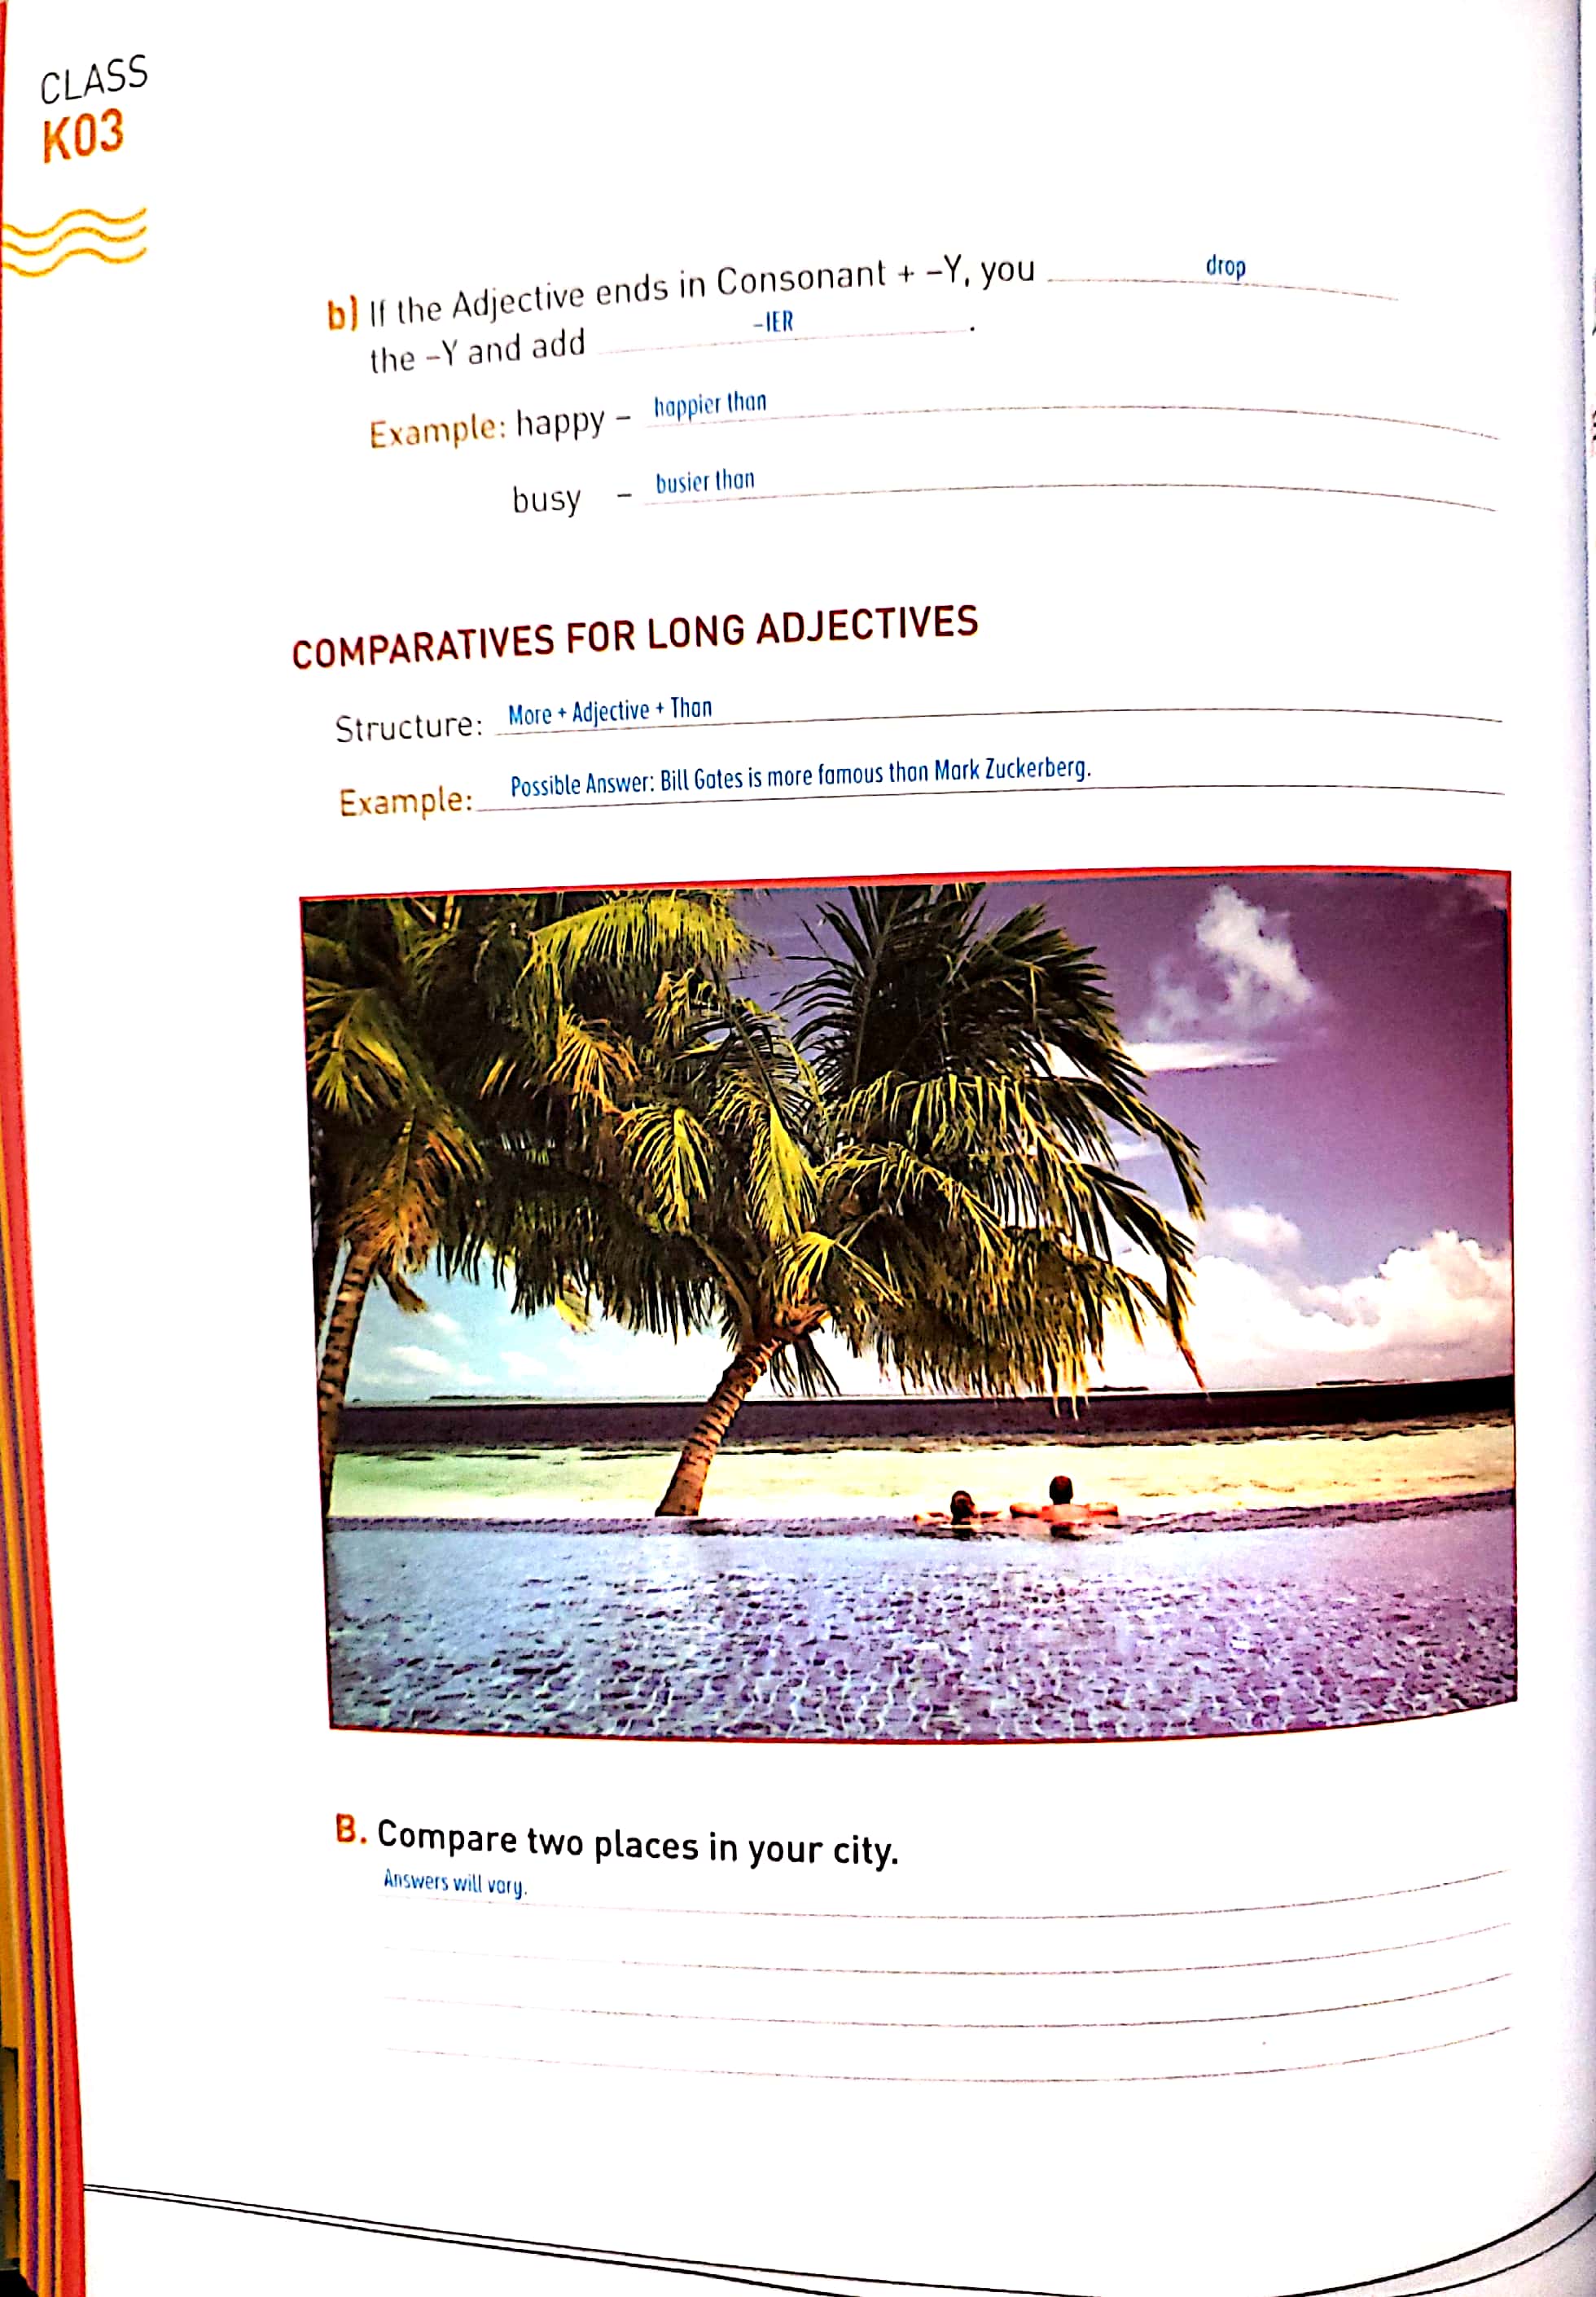 CLASS
K03
b) If the Adjective ends in Consonant + –Y, you drop
the –Y and add –IER.
Example: happy – happier than
busy – busier than
COMPARATIVES FOR LONG ADJECTIVES
Structure: More + Adjective + Than
Example: Possible Answer: Bill Gates is more famous than Mark Zuckerberg.
B. Compare two places in your city.
Answers will vary.